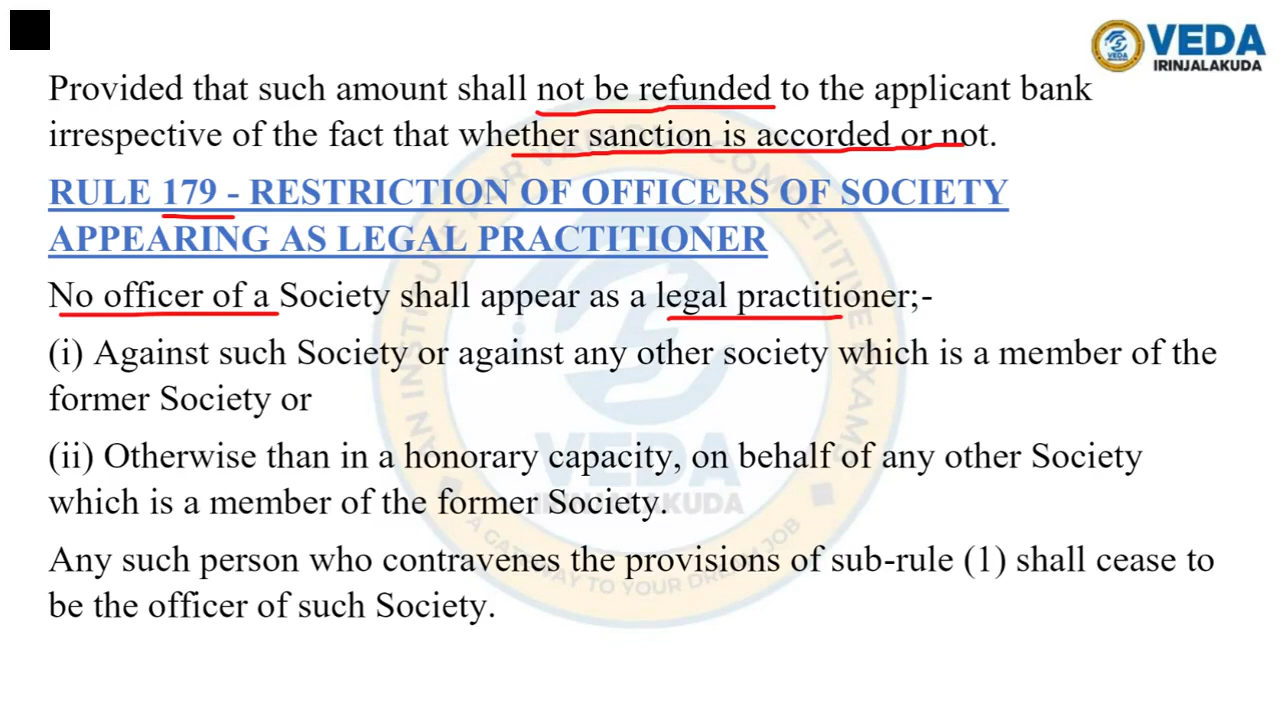 VEDA
IRINJALAKUDA
Provided that such amount shall not be refunded to the applicant bank
irrespective of the fact that whether sanction is accorded or not.
RULE 179 - RESTRICTION OF OFFICERS OF SOCIETY
APPEARING AS LEGAL PRACTITIONER
No officer of a Society shall appear as a legal practitioner;-
(i) Against such Society or against any other society which is a member of the
former Society or
(ii) Otherwise than in a honorary capacity, on behalf of any other Society
which is a member of the former Society.
Any such person who contravenes the provisions of sub-rule (1) shall cease to
be the officer of such Society.
VEDA
IRINJALAKUDA